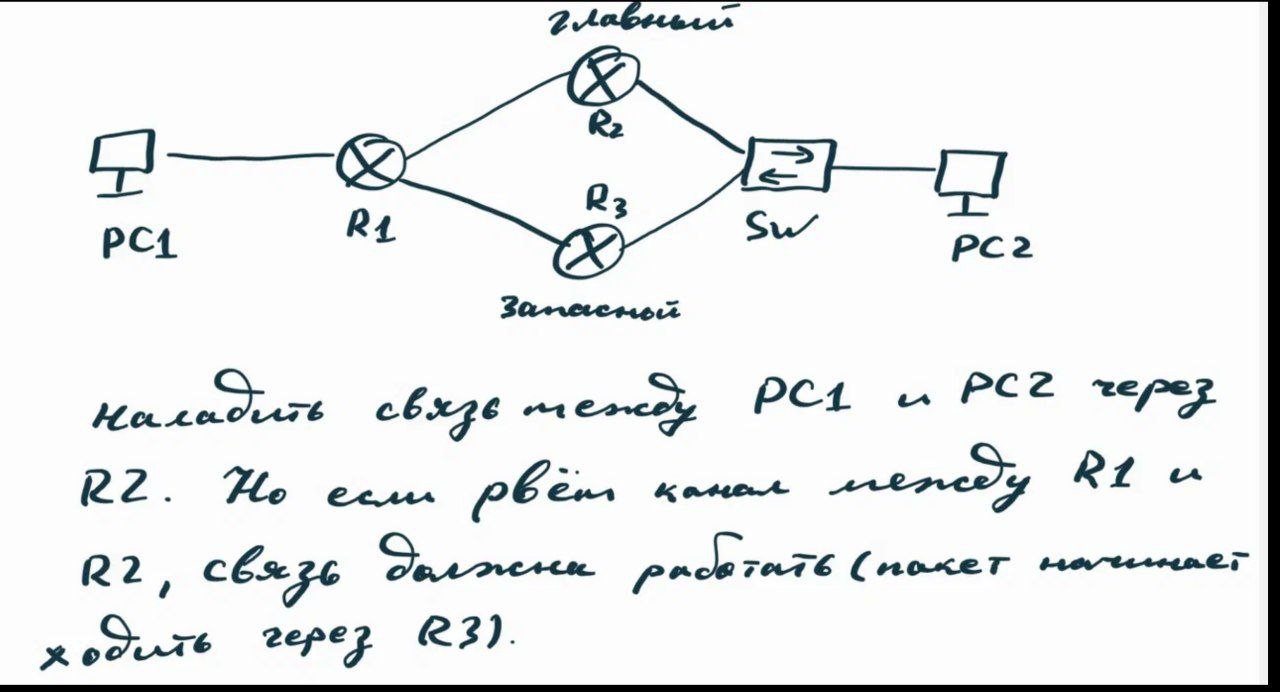 главный
R2
PC1
R1
R3
SW
PC2
Запасный
наладить связь между PC1 и PC2 через
R2. Но если рвём канал между R1 и
R2, связь должна работать (пакет начинает
ходить через R3).